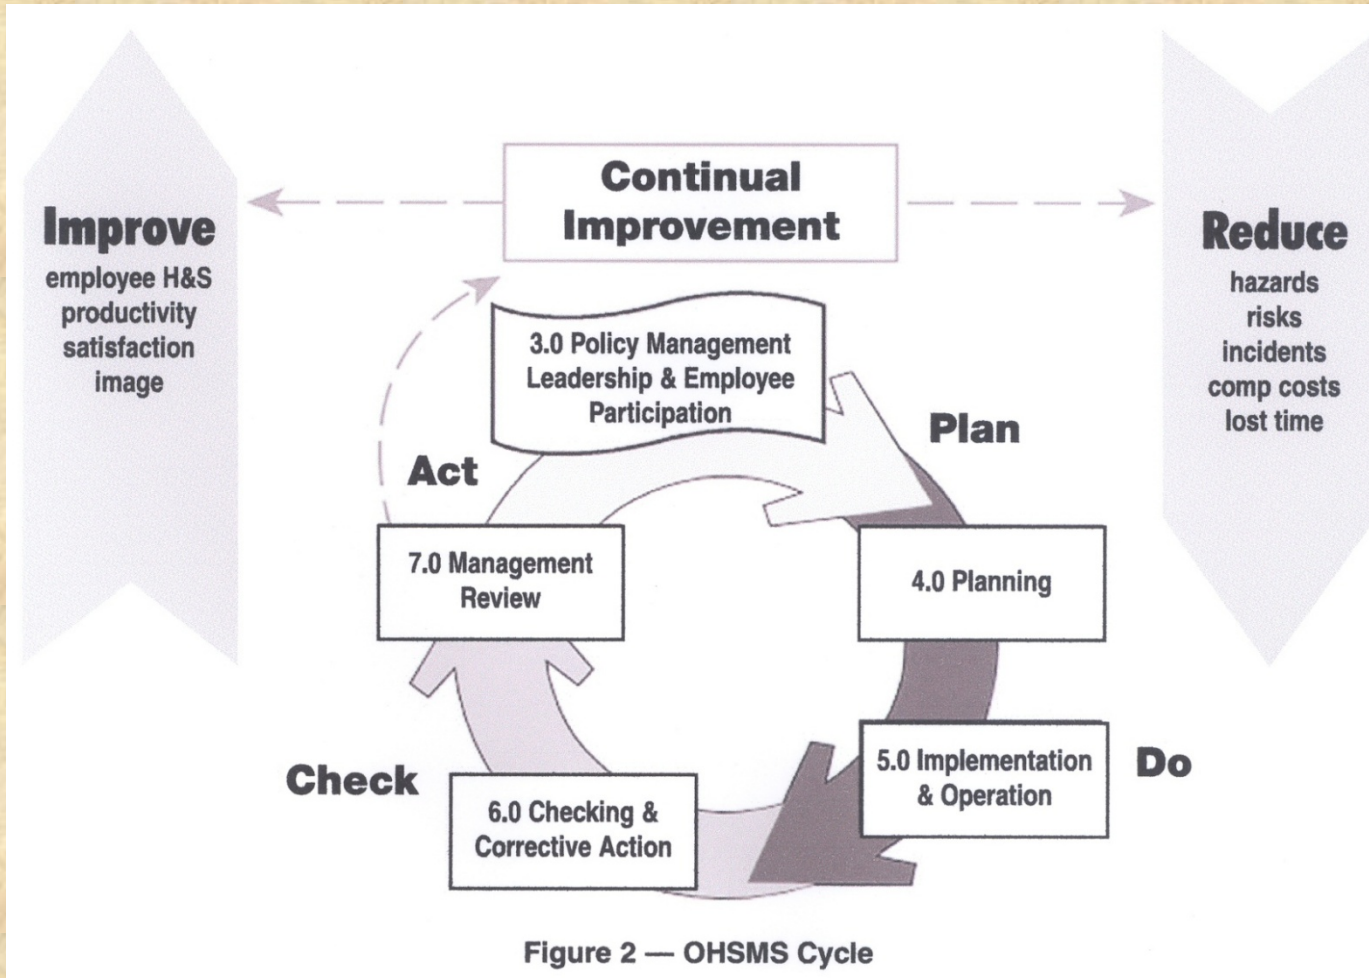 Continual
Improvement
Improve
employee H&S
productivity
satisfaction
image
Reduce
hazards
risks
incidents
comp costs
lost time
3.0 Policy Management
Leadership & Employee
Participation
Plan
Act
7.0 Management
Review
4.0 Planning
5.0 Implementation
& Operation
Do
Check
6.0 Checking &
Corrective Action
Figure 2 — OHSMS Cycle